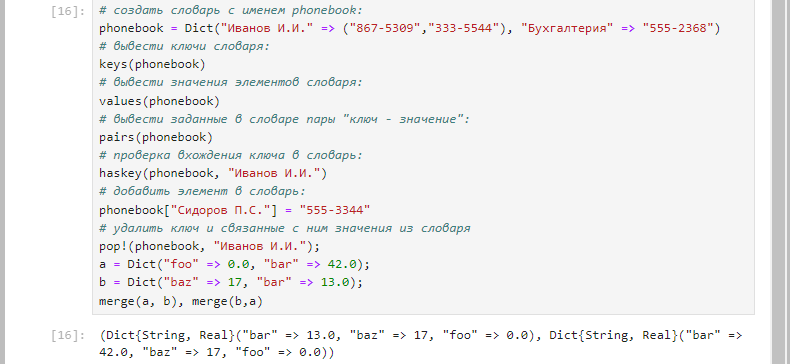 [16]: # создать словарь с именем phonebook:
phonebook = Dict("Иванов И.И." => ("867-5309","333-5544"), "Бухгалтерия" => "555-2368")
# вывести ключи словаря:
keys(phonebook)
# вывести значения элементов словаря:
values(phonebook)
# вывести заданные в словаре пары "ключ - значение":
pairs(phonebook)
# проверка вхождения ключа в словарь:
haskey(phonebook, "Иванов И.И.")
# добавить элемент в словарь:
phonebook["Сидоров П.С."] = "555-3344"
# удалить ключ и связанные с ним значения из словаря
pop!(phonebook, "Иванов И.И.");
a = Dict("foo" => 0.0, "bar" => 42.0);
b = Dict("baz" => 17, "bar" => 13.0);
merge(a, b), merge(b,a)
[16]: (Dict{String, Real}("bar" => 13.0, "baz" => 17, "foo" => 0.0), Dict{String, Real}("bar" =>
42.0, "baz" => 17, "foo" => 0.0))